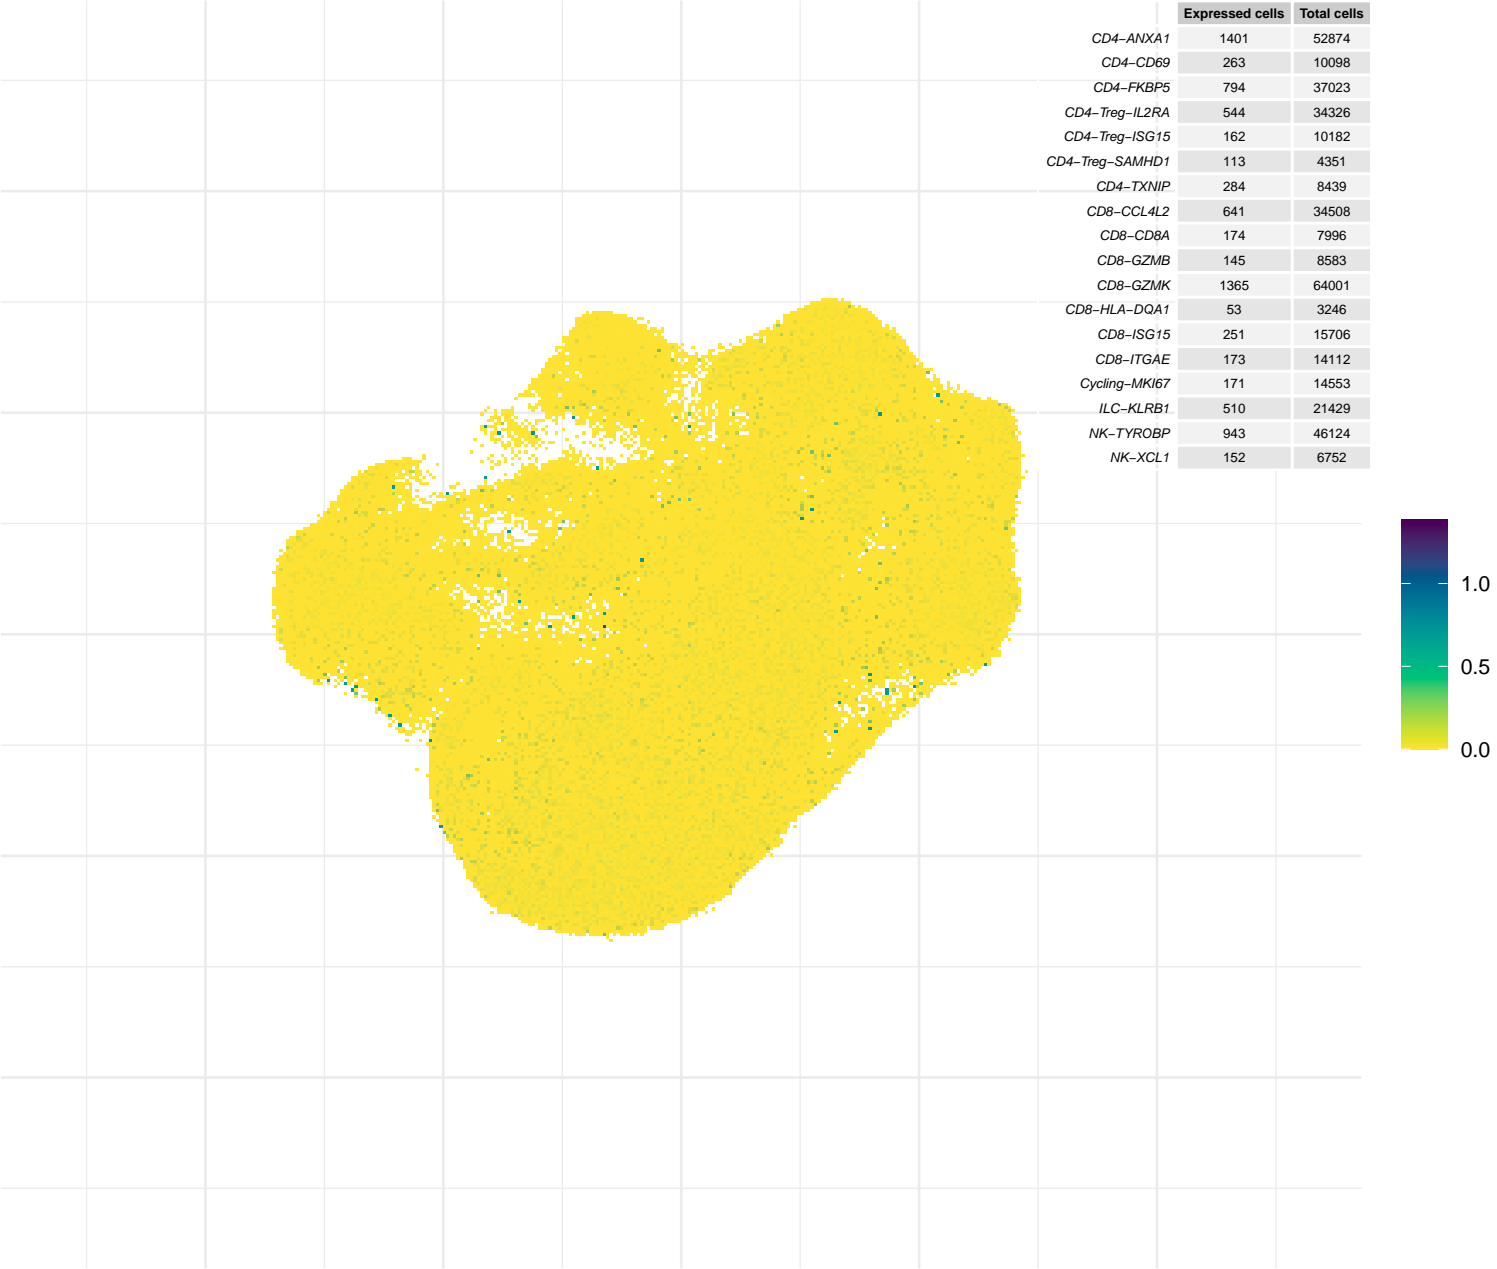 Expressed cells Total cells
CD4−ANXA1 1401 52874
CD4−CD69 263 10098
CD4−FKBP5 794 37023
CD4−Treg−IL2RA 544 34326
CD4−Treg−ISG15 162 10182
CD4−Treg−SAMHD1 113 4351
CD4−TXNIP 284 8439
CD8−CCL4L2 641 34508
CD8−CD8A 174 7996
CD8−GZMB 145 8583
CD8−GZMK 1365 64001
CD8−HLA−DQA1 53 3246
CD8−ISG15 251 15706
CD8−ITGAE 173 14112
Cycling−MKI67 171 14553
ILC−KLRB1 510 21429
NK−TYROBP 943 46124
NK−XCL1 152 6752
1.0
0.5
0.0